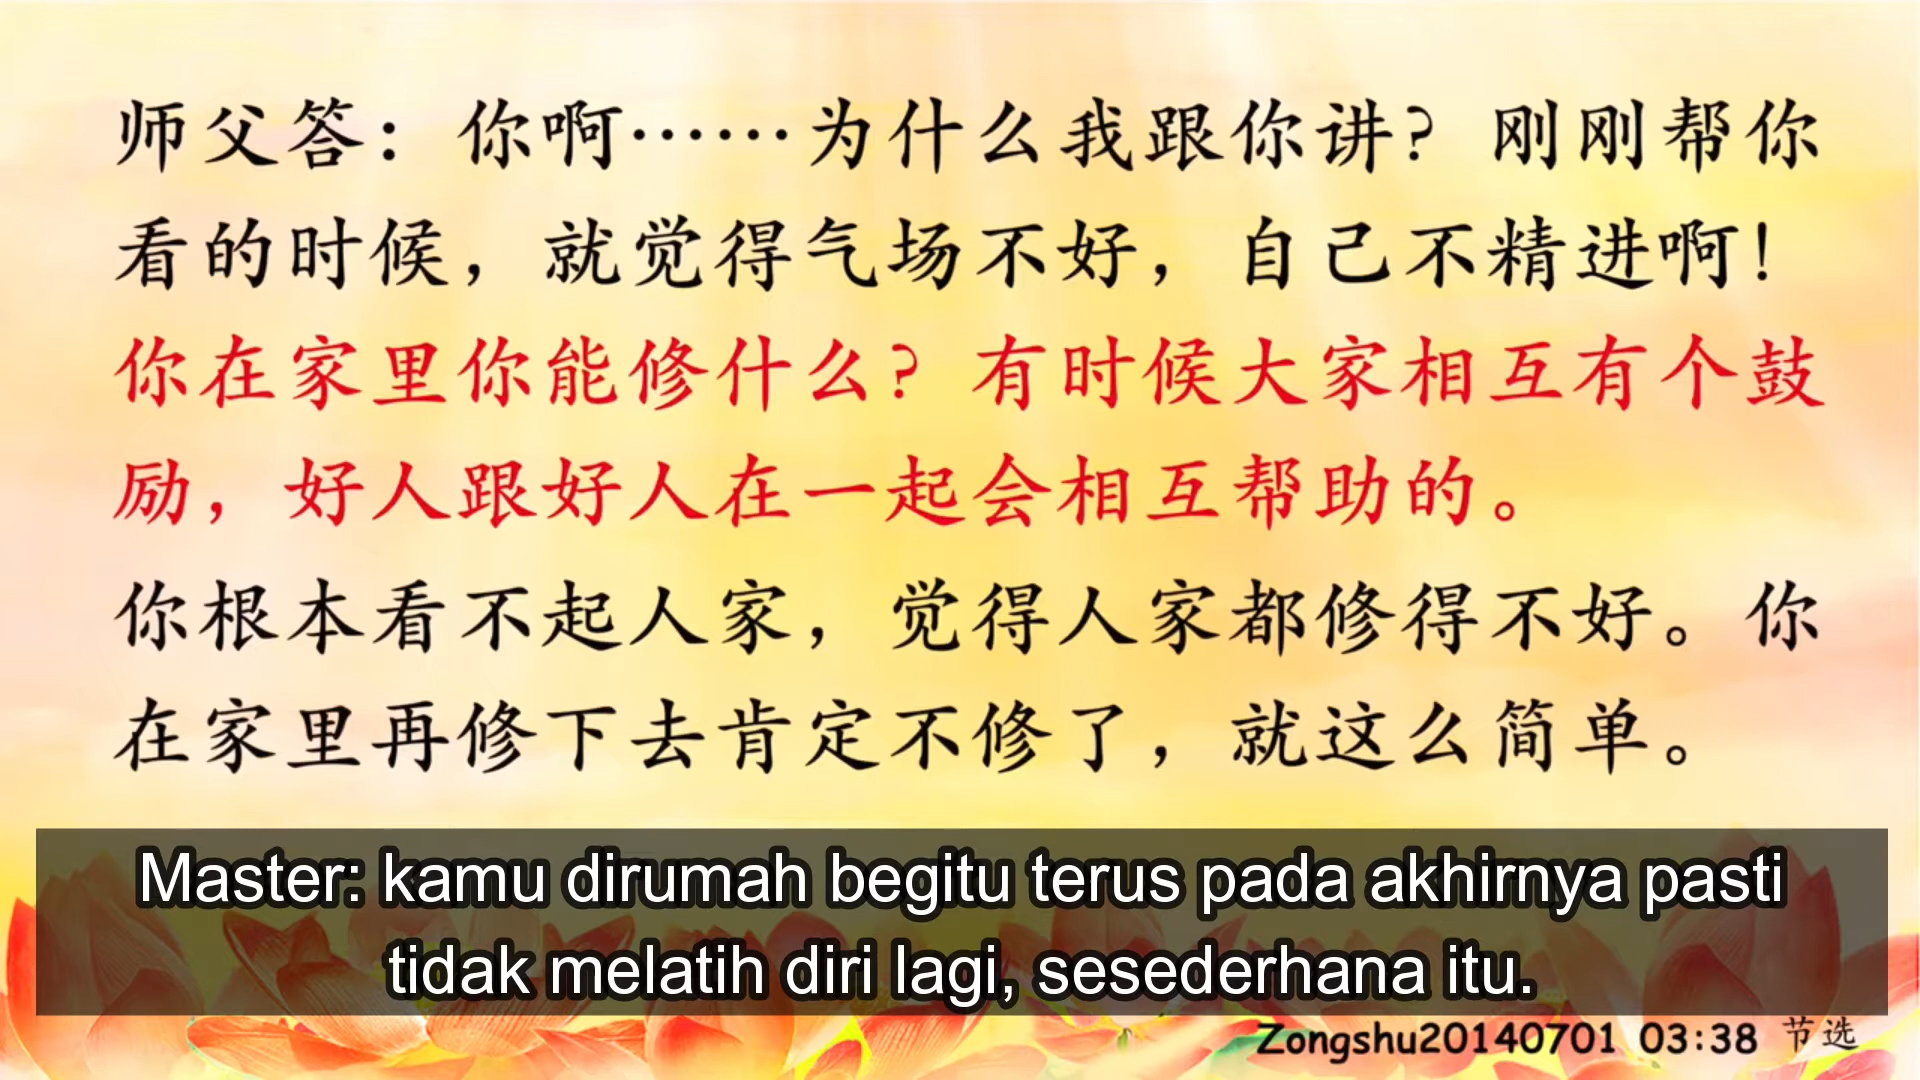 师父答：你啊……为什么我跟你讲？刚刚帮你
看的时候，就觉得气场不好，自己不精进啊！
你在家里你能修什么？有时候大家相互有个鼓
励，好人跟好人在一起会相互帮助的。
你根本看不起人家，觉得人家都修得不好。你
在家里再修下去肯定不修了，就这么简单。
Master: kamu dirumah begitu terus pada akhirnya pasti
tidak melatih diri lagi, sesederhana itu.
Zongshu20140701 03:38 节选